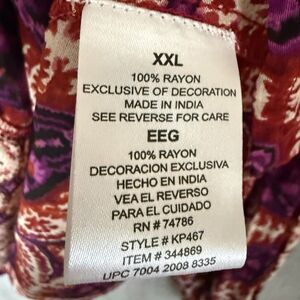 XXL
100% RAYON
EXCLUSIVE OF DECORATION
MADE IN INDIA
SEE REVERSE FOR CARE
EEG
100% RAYON
DECORACION EXCLUSIVA
HECHO EN INDIA
VEA EL REVERSO
PARA EL CUIDADO
RN # 74786
STYLE # KP467
ITEM # 344869
UPC 7004 2008 8335